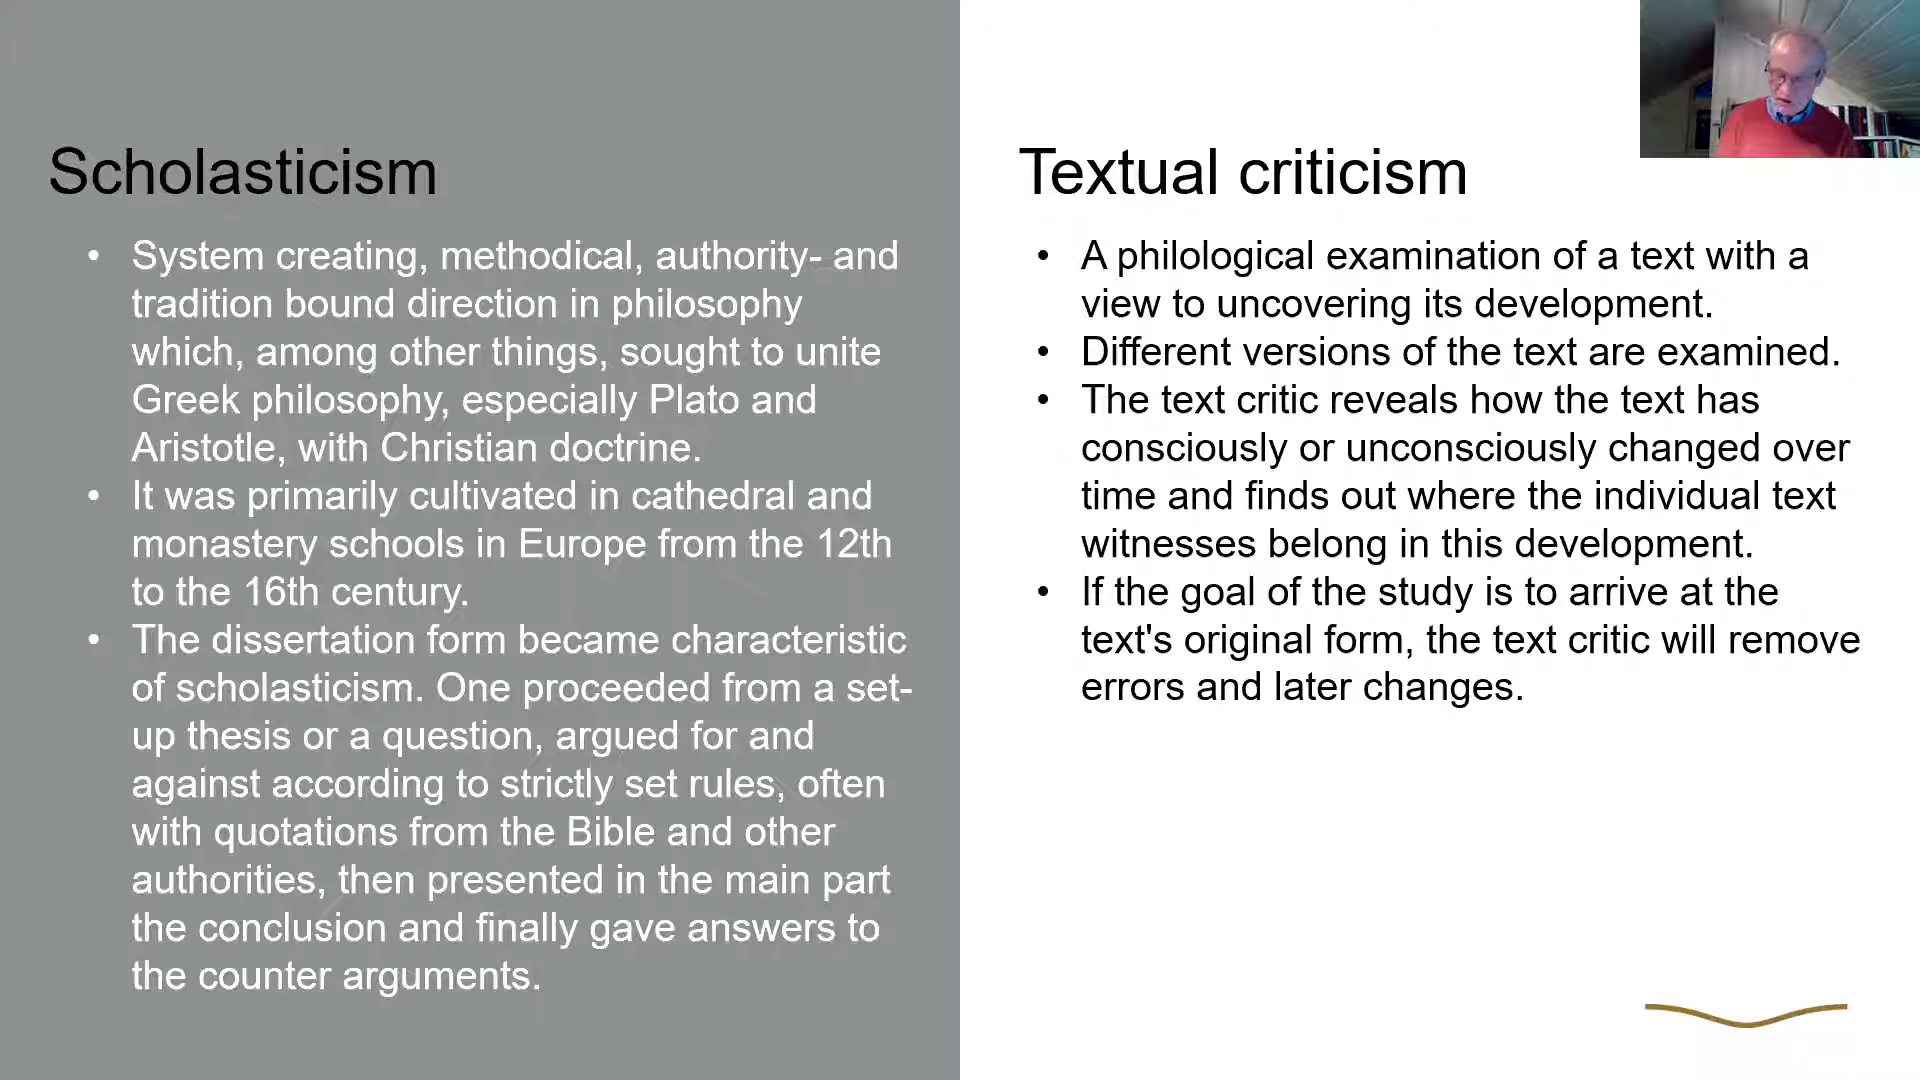 Scholasticism
• System creating, methodical, authority- and
tradition bound direction in philosophy
which, among other things, sought to unite
Greek philosophy, especially Plato and
Aristotle, with Christian doctrine.
• It was primarily cultivated in cathedral and
monastery schools in Europe from the 12th
to the 16th century.
• The dissertation form became characteristic
of scholasticism. One proceeded from a set-
up thesis or a question, argued for and
against according to strictly set rules, often
with quotations from the Bible and other
authorities, then presented in the main part
the conclusion and finally gave answers to
the counter arguments.
Textual criticism
• A philological examination of a text with a
view to uncovering its development.
• Different versions of the text are examined.
• The text critic reveals how the text has
consciously or unconsciously changed over
time and finds out where the individual text
witnesses belong in this development.
• If the goal of the study is to arrive at the
text's original form, the text critic will remove
errors and later changes.